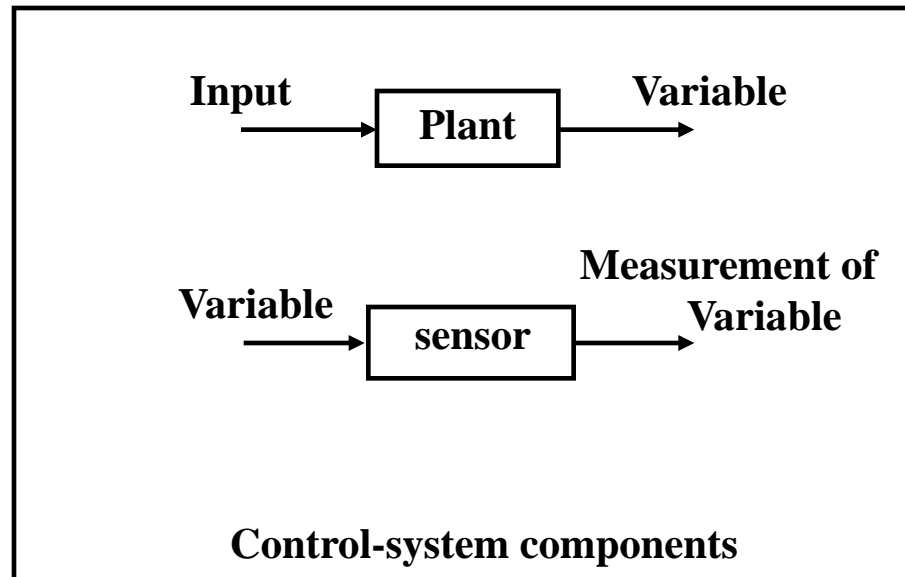 Input
Plant
Variable
Variable
sensor
Measurement of
Variable
Control-system components